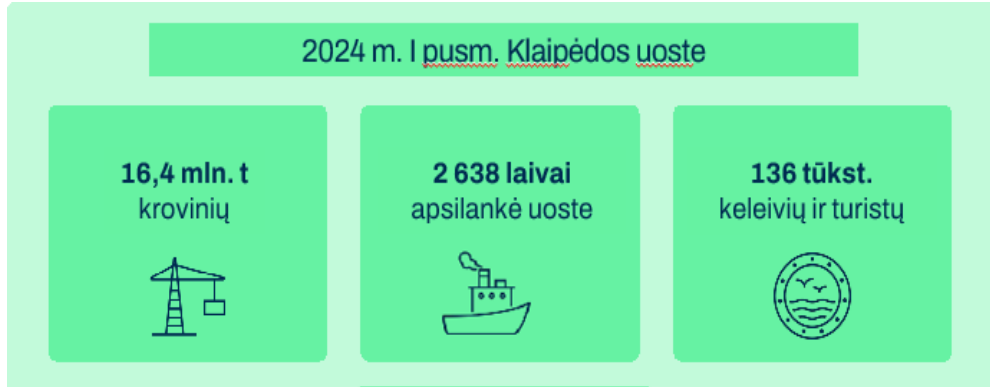 2024 m. I pusm. Klaipėdos uoste
16,4 mln. t
krovinių
2 638 laivai
apsilankė uoste
136 tūkst.
keleivių ir turistų